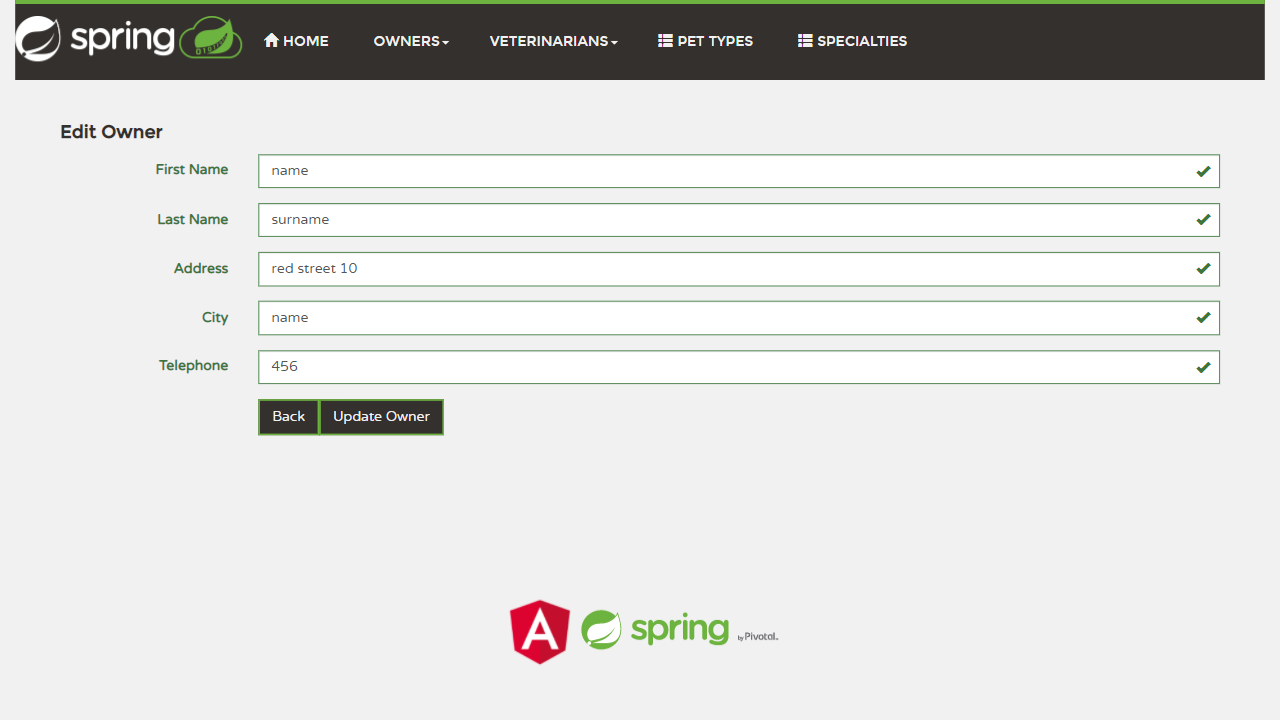 spring HOME OWNERS VETERINARIANS PET TYPES SPECIALTIES
Edit Owner
First Name name
Last Name surname
Address red street 10
City name
Telephone 456
Back Update Owner
A spring by Pivotal.